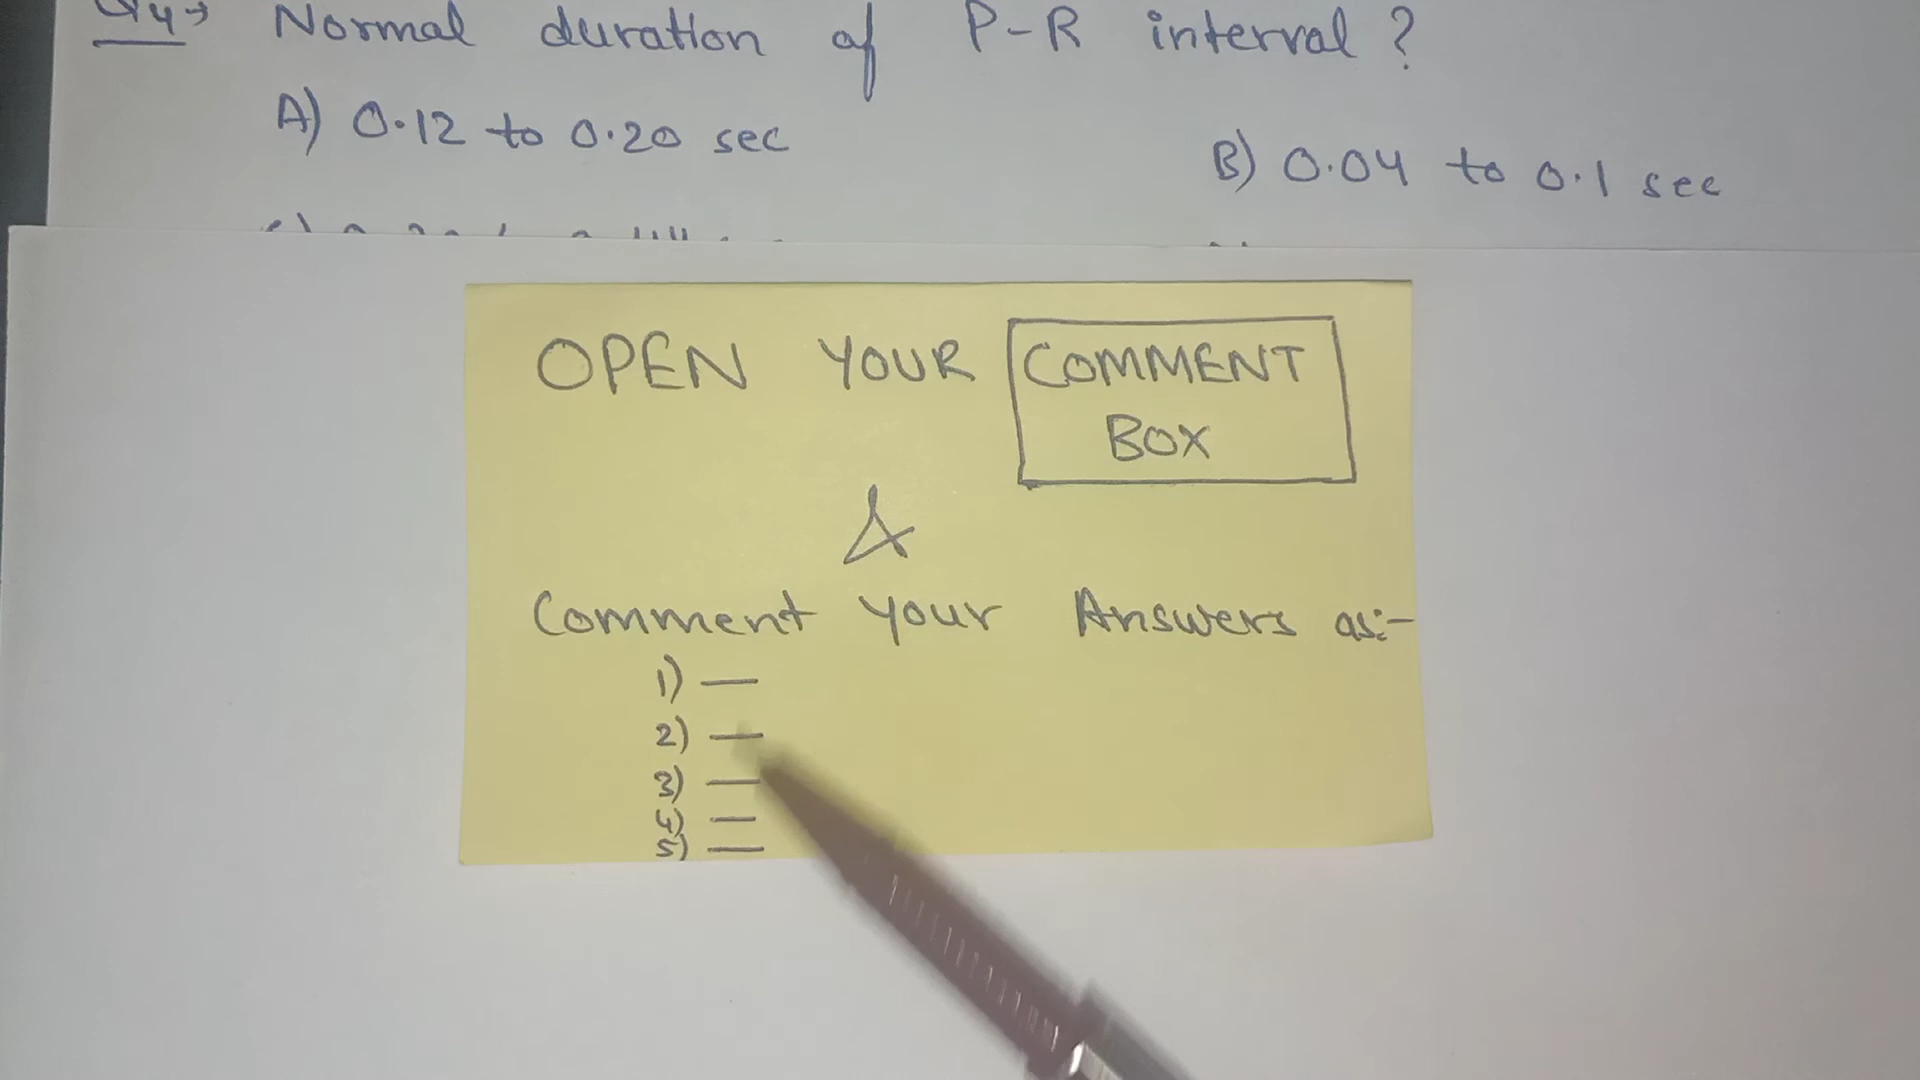 Q4→ Normal duration of P-R interval?
A) 0.12 to 0.20 sec
B) 0.04 to 0.1 sec
OPEN YOUR COMMENT
BOX
&
Comment Your Answers as:-
1) —
2) —
3) —
4) —
5) —